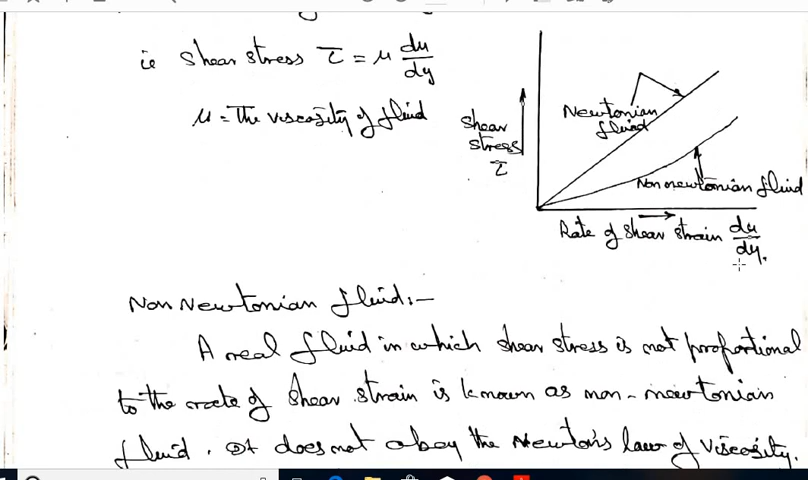 ie shear stress τ = μ du/dy
μ = The viscosity of fluid
Newtonian
fluid
shear
stress
τ
Non newtonian fluid
Rate of shear strain du/dy.
Non Newtonian fluid:-
A real fluid in which shear stress is not proportional
to the rate of shear strain is known as non-newtonian
fluid. It does not obey the Newton's law of viscosity.